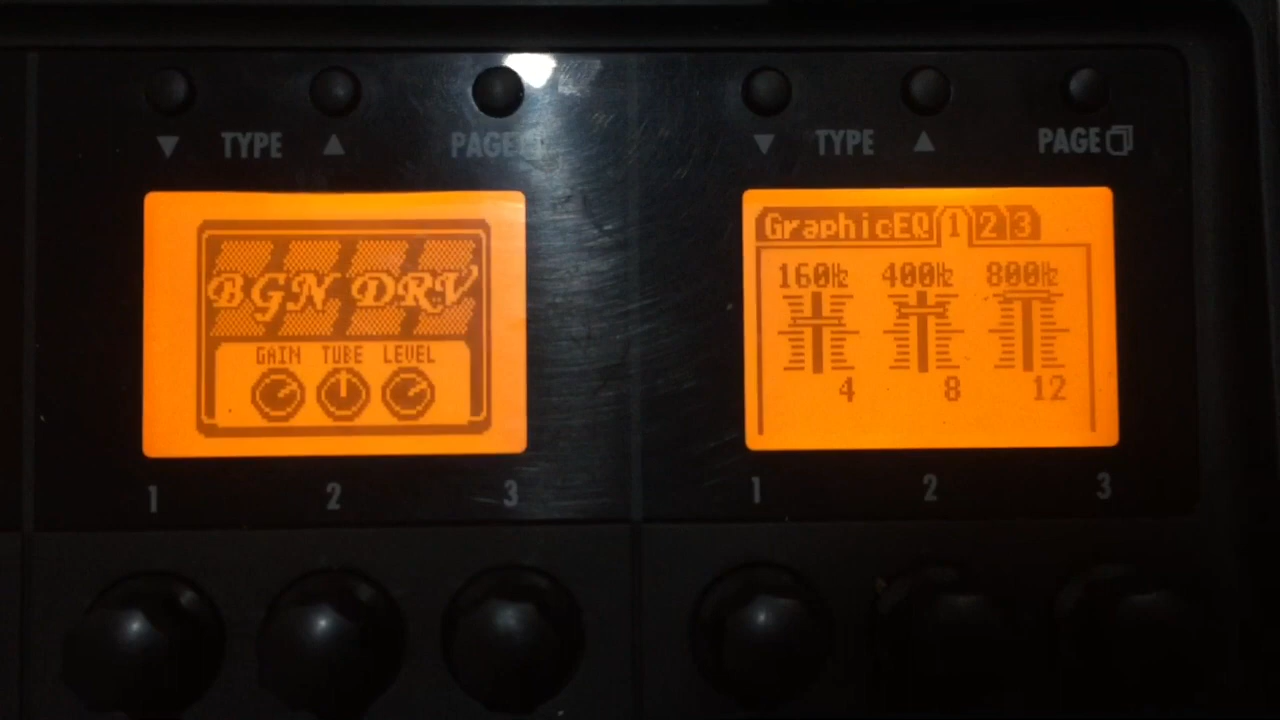 ▼ TYPE ▲ PAGE
▼ TYPE ▲ PAGE
BGN DRV
GAIN TUBE LEVEL
GraphicEQ 1 2 3
160Hz 400Hz 800Hz
4 8 12
1 2 3
1 2 3